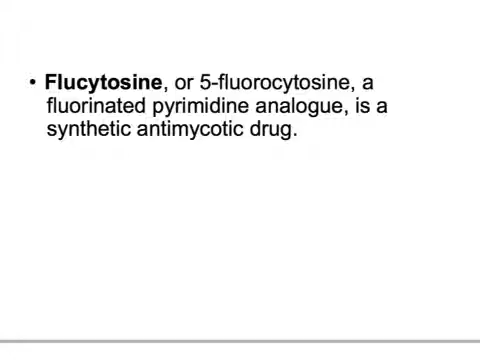 • Flucytosine, or 5-fluorocytosine, a
fluorinated pyrimidine analogue, is a
synthetic antimycotic drug.